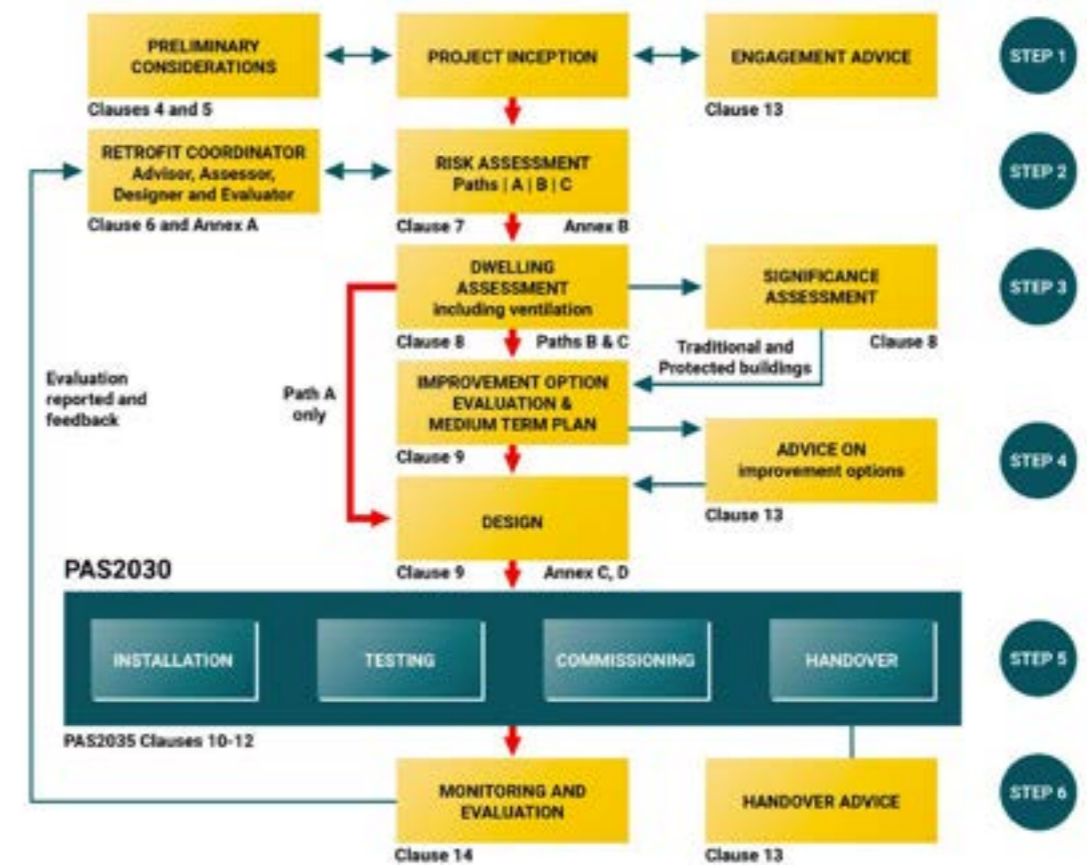 PRELIMINARY
CONSIDERATIONS
PROJECT INCEPTION
ENGAGEMENT ADVICE
STEP 1
Clauses 4 and 5
Clause 13
RETROFIT COORDINATOR
Advisor, Assessor,
Designer and Evaluator
RISK ASSESSMENT
Paths | A | B | C
STEP 2
Clause 6 and Annex A
Clause 7
Annex B
DWELLING
ASSESSMENT
including ventilation
SIGNIFICANCE
ASSESSMENT
STEP 3
Clause 8
Paths B & C
Clause 8
Traditional and
Protected buildings
Evaluation
reported and
feedback
Path A
only
IMPROVEMENT OPTION
EVALUATION &
MEDIUM TERM PLAN
Clause 9
ADVICE ON
improvement options
STEP 4
Clause 13
DESIGN
Clause 9
Annex C, D
PAS2030
INSTALLATION
TESTING
COMMISSIONING
HANDOVER
STEP 5
PAS2035 Clauses 10-12
MONITORING AND
EVALUATION
HANDOVER ADVICE
STEP 6
Clause 14
Clause 13